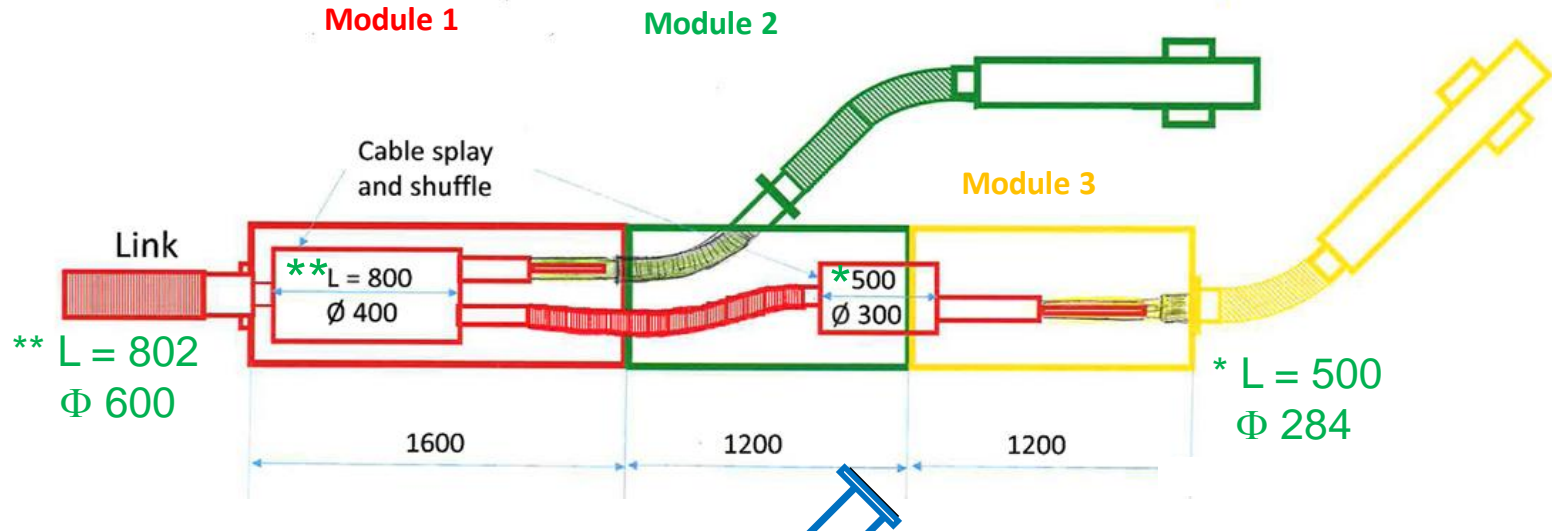 Module 1
Module 2
Cable splay
and shuffle
Module 3
Link
**L = 800
Ø 400
*500
Ø 300
** L = 802
Φ 600
* L = 500
Φ 284
1600
1200
1200